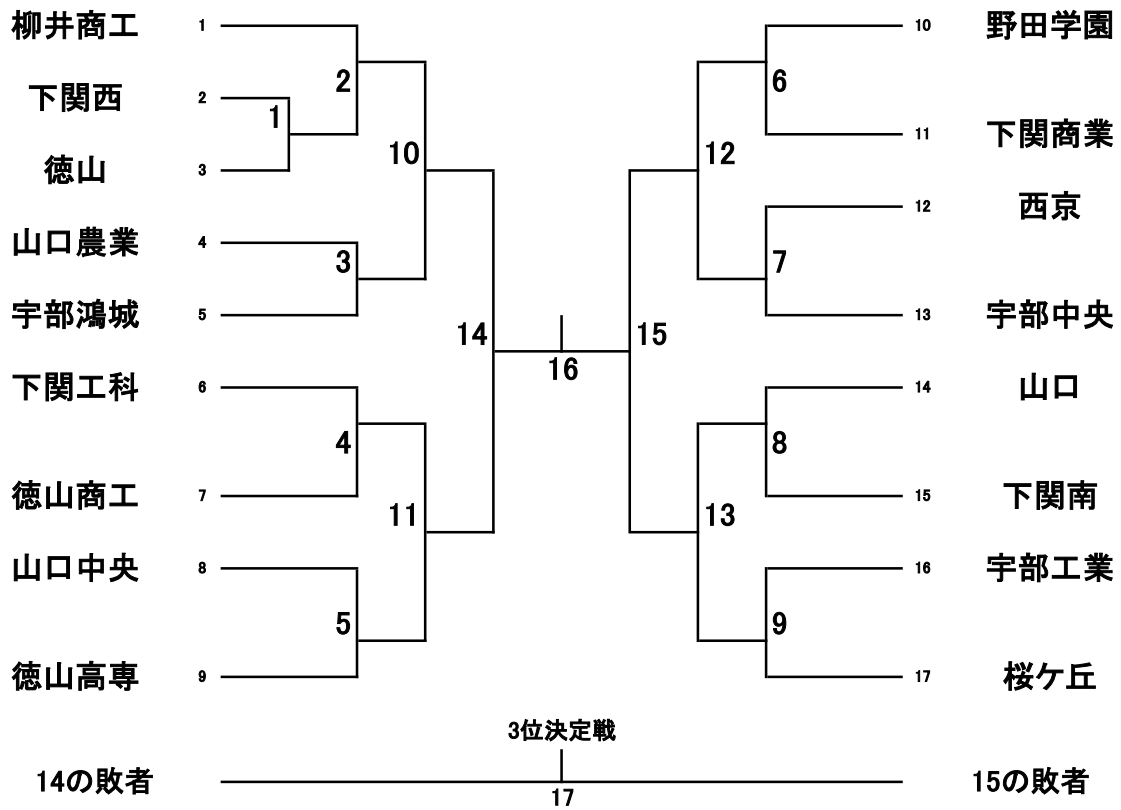 柳井商工 1
下関西 2
徳山 3
山口農業 4
宇部鴻城 5
下関工科 6
徳山商工 7
山口中央 8
徳山高専 9
1
2
3
4
5
10
11
14
16
15
12
13
6
7
8
9
10 野田学園
11 下関商業
12 西京
13 宇部中央
14 山口
15 下関南
16 宇部工業
17 桜ケ丘
3位決定戦
14の敗者
17
15の敗者